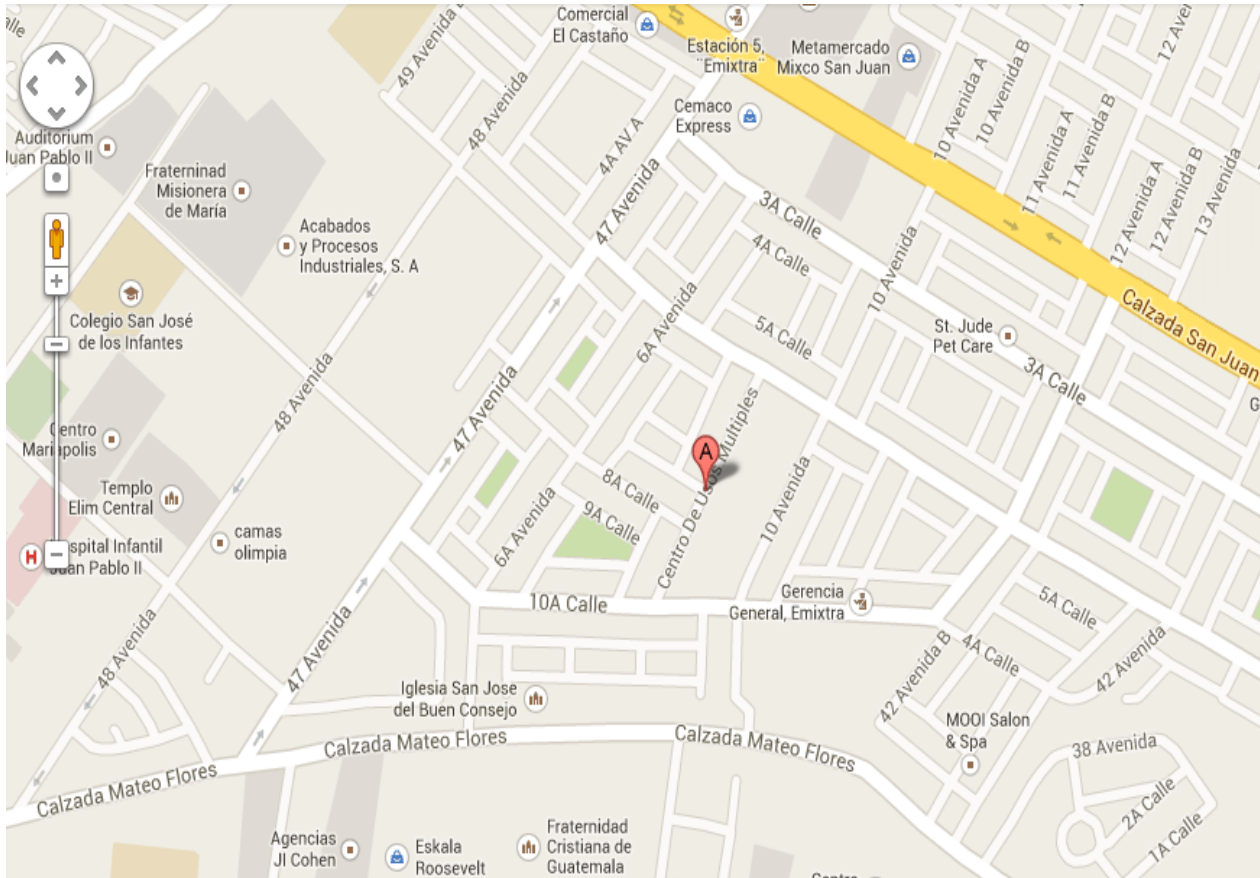 Comercial
El Castaño
Estación 5,
"Emixtra"
Metamercado
Mixco San Juan
Cemaco
Express
49 Avenida
48 Avenida
4A AV A
47 Avenida
10 Avenida A
10 Avenida B
11 Avenida A
11 Avenida B
12 Avenida A
12 Avenida B
13 Avenida
Auditorium
Juan Pablo II
Fraterninad
Misionera
de María
Acabados
y Procesos
Industriales, S. A
3A Calle
4A Calle
10 Avenida
Calzada San Juan
Colegio San José
de los Infantes
6A Avenida
5A Calle
St. Jude
Pet Care
3A Calle
48 Avenida
47 Avenida
Centro
Mariapolis
A
Centro De Usos Multiples
10 Avenida
Templo
Elim Central
8A Calle
9A Calle
6A Avenida
camas
olimpia
H
Hospital Infantil
Juan Pablo II
10A Calle
Gerencia
General, Emixtra
5A Calle
4A Calle
42 Avenida
42 Avenida B
48 Avenida
47 Avenida
Iglesia San Jose
del Buen Consejo
MOOI Salon
& Spa
Calzada Mateo Flores
Calzada Mateo Flores
Calzada Mateo Flores
38 Avenida
2A Calle
1A Calle
Agencias
JI Cohen
Eskala
Roosevelt
Fraternidad
Cristiana de
Guatemala